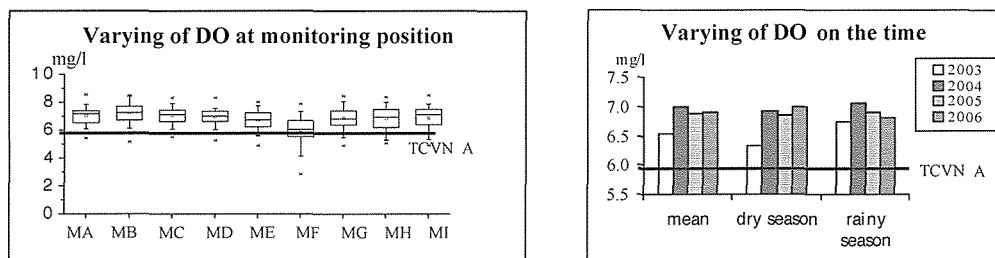 Varying of DO at monitoring position
mg/l
10
8
6
4
2
0
TCVN A
MA MB MC MD ME MF MG MH MI
Varying of DO on the time
mg/l
7.0
6.5
6.0
5.5
TCVN A
mean dry season rainy
season
2003
2004
2005
2006